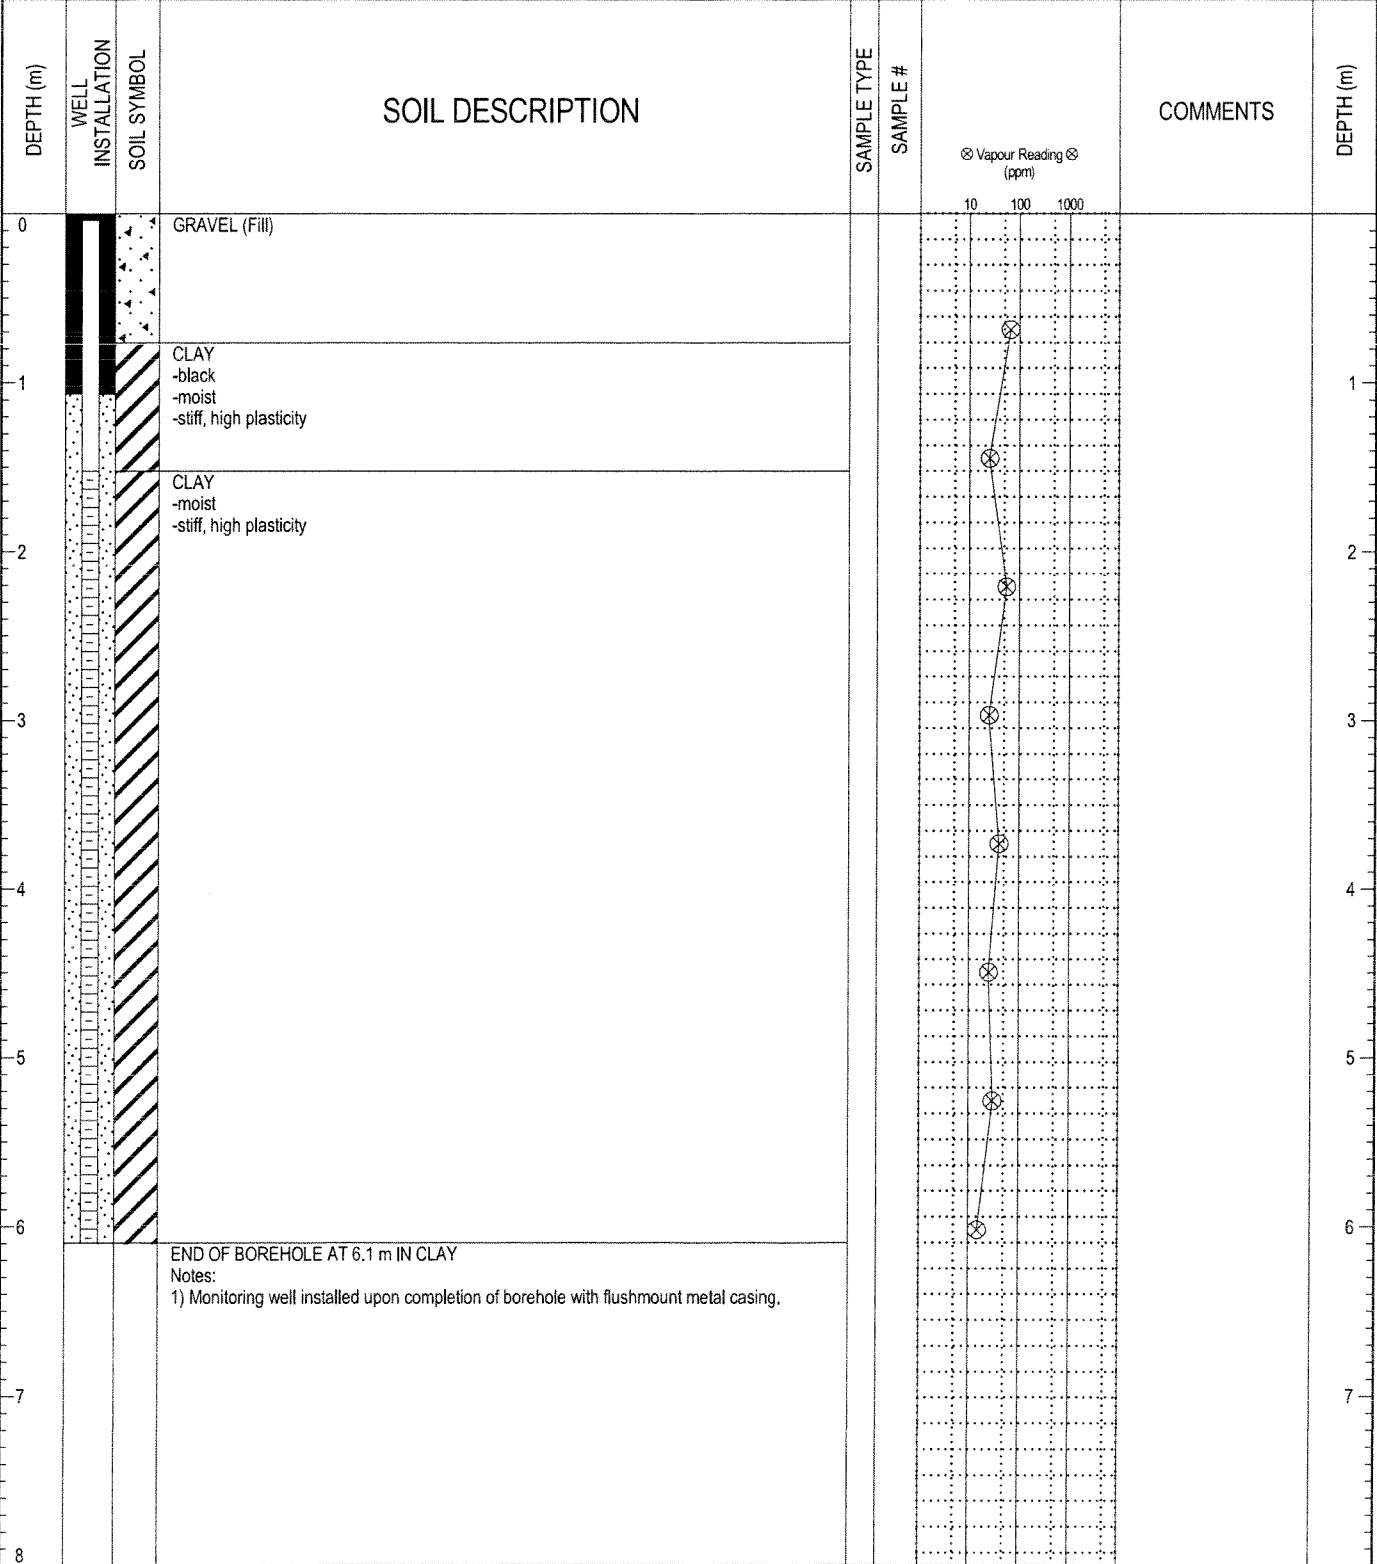 DEPTH (m)
WELL
INSTALLATION
SOIL SYMBOL
SOIL DESCRIPTION
SAMPLE TYPE
SAMPLE #
⊗ Vapour Reading ⊗
(ppm)
10 100 1000
COMMENTS
DEPTH (m)
0
GRAVEL (Fill)
CLAY
-black
-moist
-stiff, high plasticity
1
1
CLAY
-moist
-stiff, high plasticity
2
2
3
3
4
4
5
5
6
6
END OF BOREHOLE AT 6.1 m IN CLAY
Notes:
1) Monitoring well installed upon completion of borehole with flushmount metal casing.
7
7
8